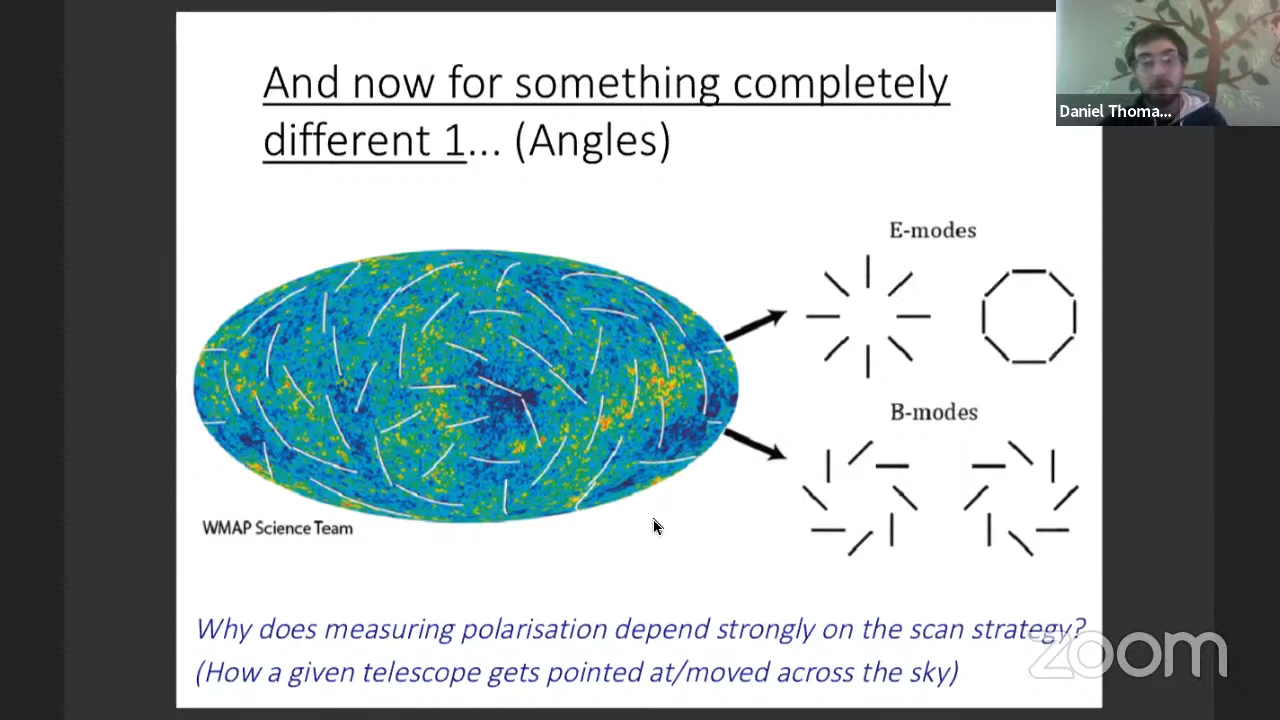 And now for something completely
different 1... (Angles)
Daniel Thoma...
E-modes
B-modes
WMAP Science Team
Why does measuring polarisation depend strongly on the scan strategy?
(How a given telescope gets pointed at/moved across the sky)
zoom